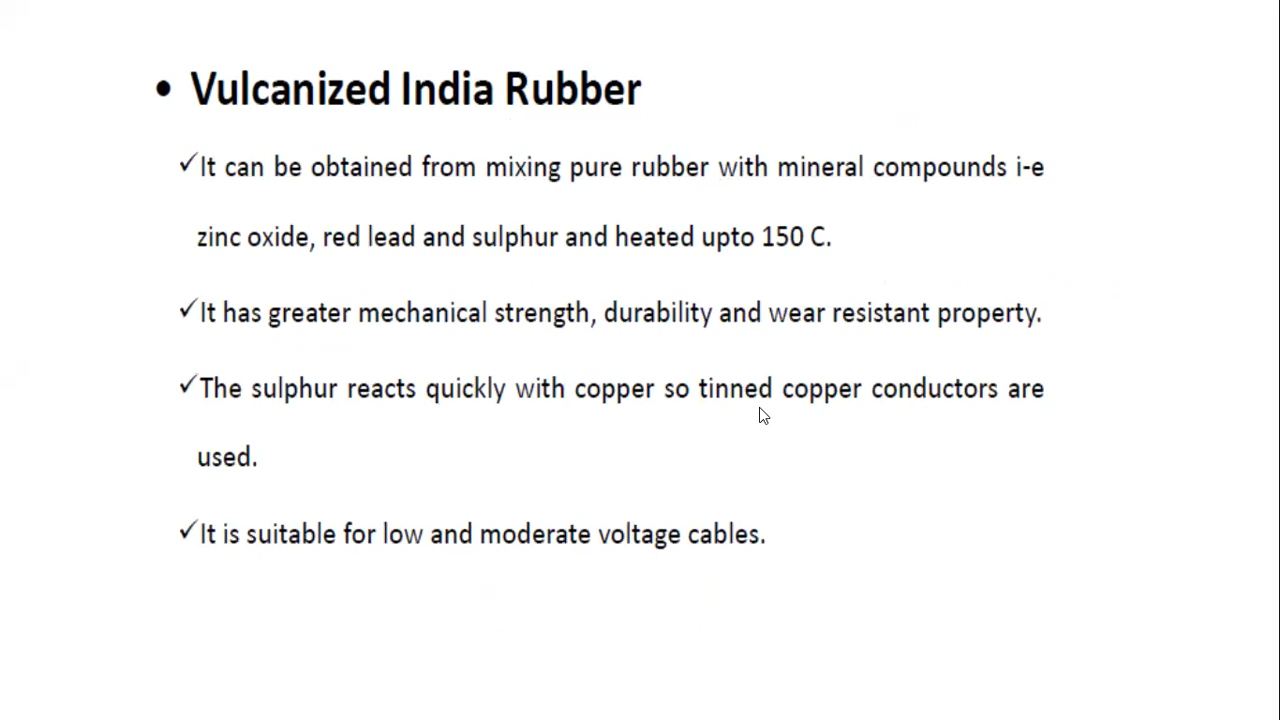 • Vulcanized India Rubber
✓It can be obtained from mixing pure rubber with mineral compounds i-e
zinc oxide, red lead and sulphur and heated upto 150 C.
✓It has greater mechanical strength, durability and wear resistant property.
✓The sulphur reacts quickly with copper so tinned copper conductors are
used.
✓It is suitable for low and moderate voltage cables.